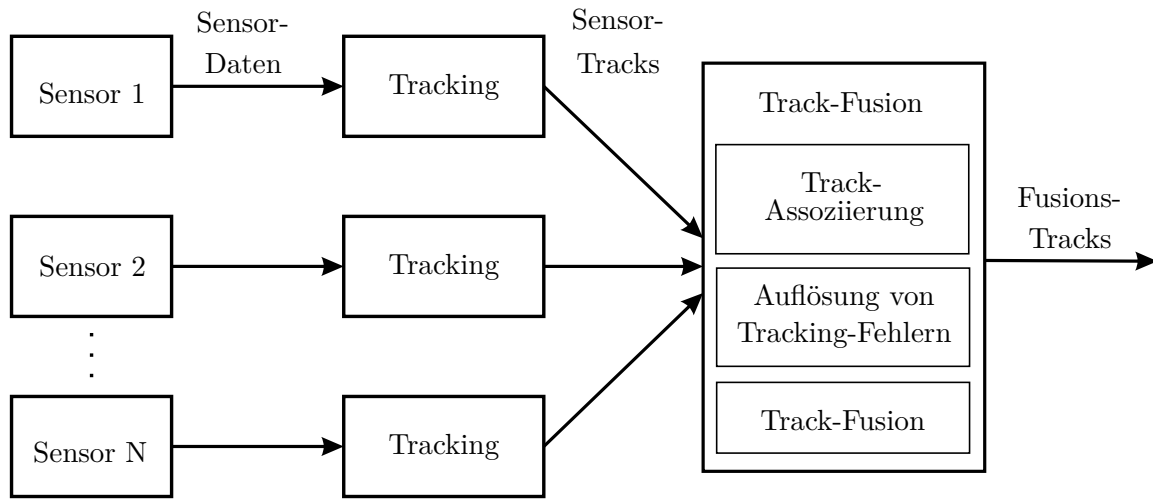 Sensor-
Daten
Sensor-
Tracks
Sensor 1
Tracking
Track-Fusion
Track-
Assoziierung
Fusions-
Tracks
Sensor 2
Tracking
Auflösung von
Tracking-Fehlern
Sensor N
Tracking
Track-Fusion